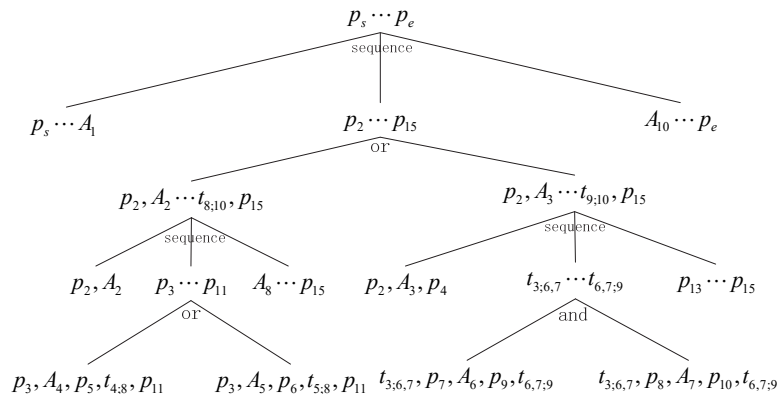 p_s ⋯ p_e
sequence
p_s ⋯ A_1 p_2 ⋯ p_15 A_10 ⋯ p_e
or
p_2, A_2 ⋯ t_8;10, p_15 p_2, A_3 ⋯ t_9;10, p_15
sequence sequence
p_2, A_2 p_3 ⋯ p_11 A_8 ⋯ p_15 p_2, A_3, p_4 t_3;6,7 ⋯ t_6,7;9 p_13 ⋯ p_15
or and
p_3, A_4, p_5, t_4;8, p_11 p_3, A_5, p_6, t_5;8, p_11 t_3;6,7, p_7, A_6, p_9, t_6,7;9 t_3;6,7, p_8, A_7, p_10, t_6,7;9